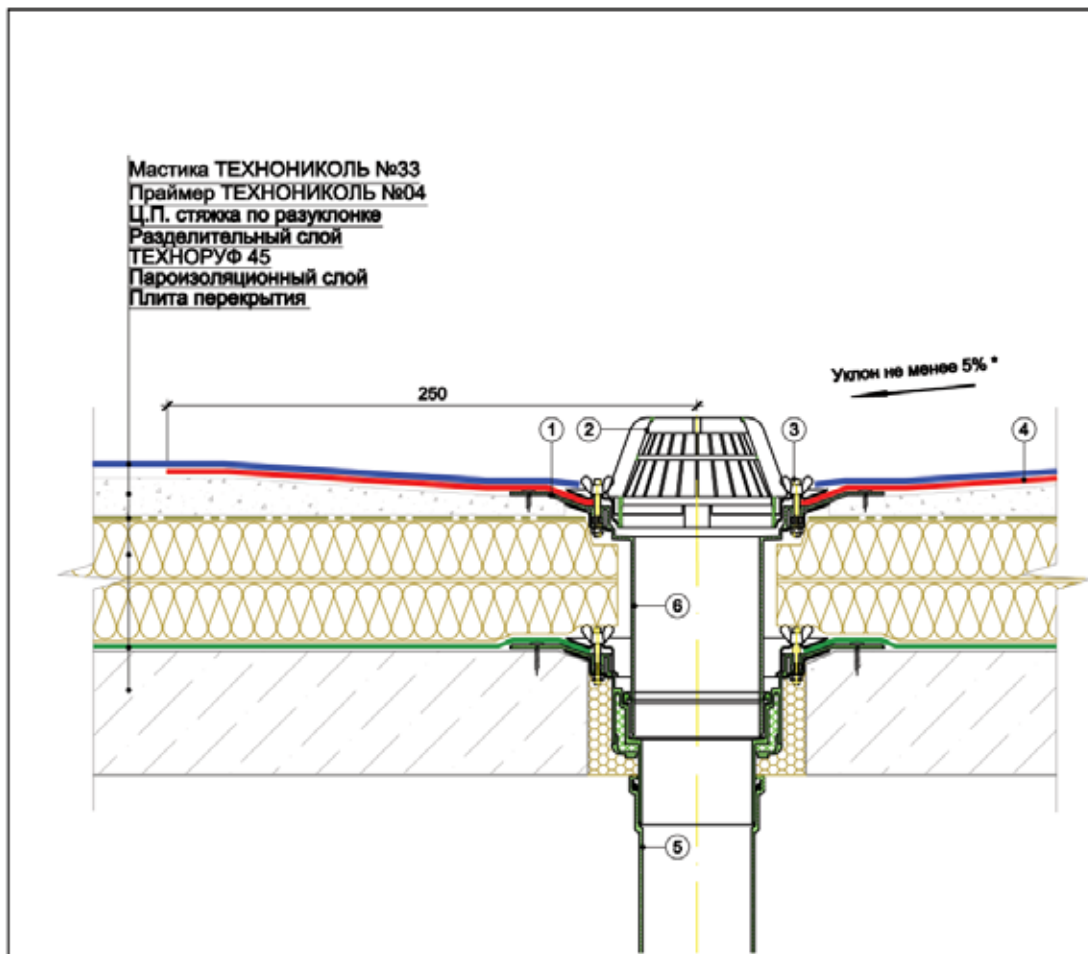 Мастика ТЕХНОНИКОЛЬ №33
Праймер ТЕХНОНИКОЛЬ №04
Ц.П. стяжка по разуклонке
Разделительный слой
ТЕХНОРУФ 45
Пароизоляционный слой
Плита перекрытия
Уклон не менее 5% *
250
1
2
3
4
6
5